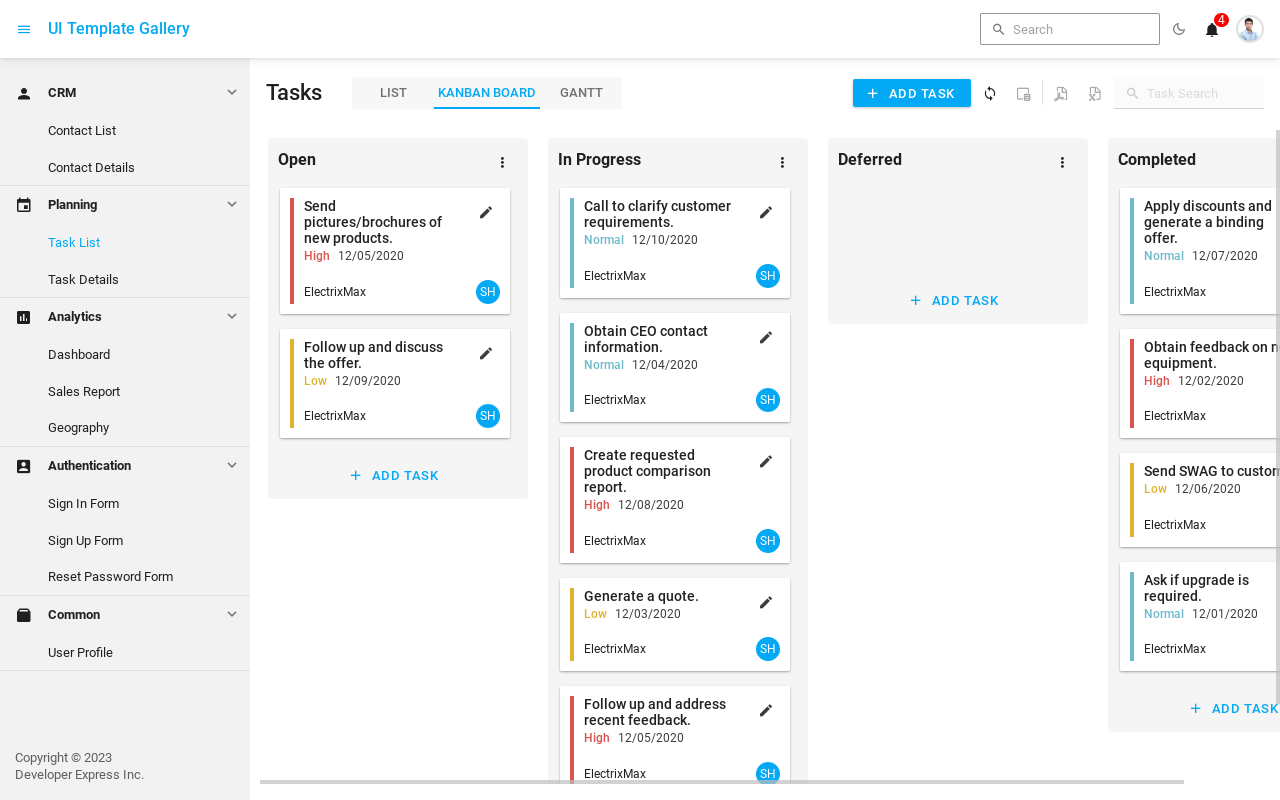 UI Template Gallery
Search
4
CRM
Contact List
Contact Details
Planning
Task List
Task Details
Analytics
Dashboard
Sales Report
Geography
Authentication
Sign In Form
Sign Up Form
Reset Password Form
Common
User Profile
Copyright © 2023
Developer Express Inc.
Tasks
LIST
KANBAN BOARD
GANTT
ADD TASK
Task Search
Open
Send
pictures/brochures of
new products.
High 12/05/2020
ElectrixMax
SH
Follow up and discuss
the offer.
Low 12/09/2020
ElectrixMax
SH
ADD TASK
In Progress
Call to clarify customer
requirements.
Normal 12/10/2020
ElectrixMax
SH
Obtain CEO contact
information.
Normal 12/04/2020
ElectrixMax
SH
Create requested
product comparison
report.
High 12/08/2020
ElectrixMax
SH
Generate a quote.
Low 12/03/2020
ElectrixMax
SH
Follow up and address
recent feedback.
High 12/05/2020
ElectrixMax
SH
Deferred
ADD TASK
Completed
Apply discounts and
generate a binding
offer.
Normal 12/07/2020
ElectrixMax
Obtain feedback on
equipment.
High 12/02/2020
ElectrixMax
Send SWAG to
Low 12/06/2020
ElectrixMax
Ask if upgrade is
required.
Normal 12/01/2020
ElectrixMax
ADD TASK